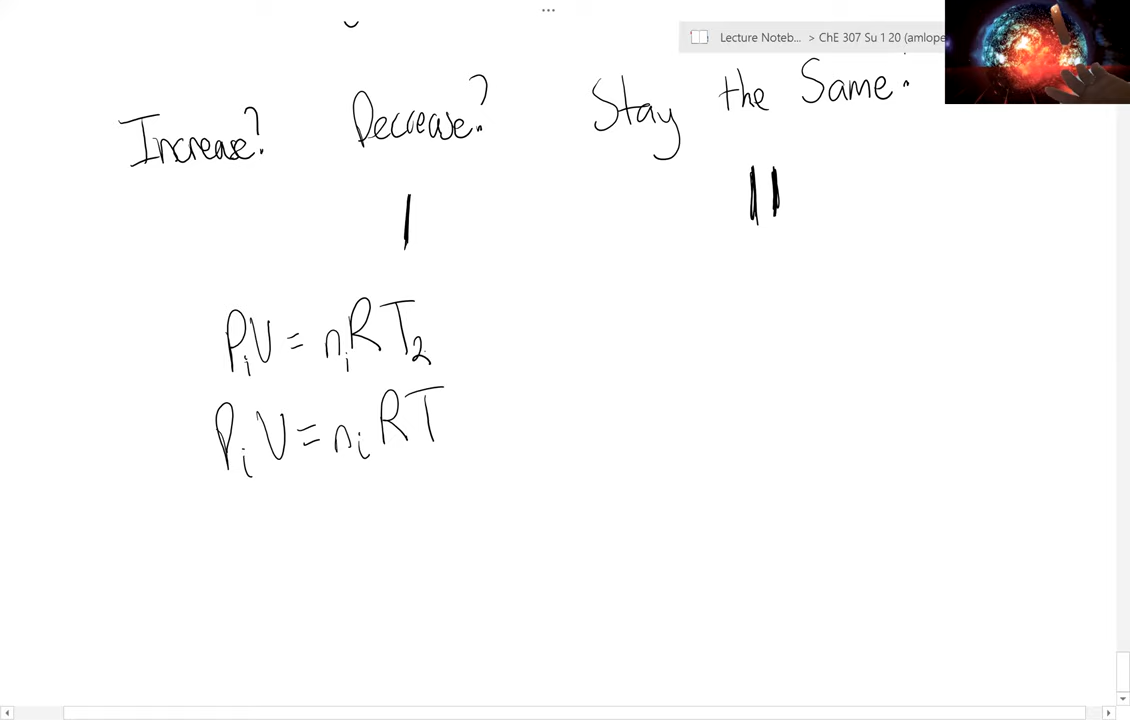 Lecture Noteb... > ChE 307 Su 1 20 (amlope
Increase? Decrease? Stay the Same?
| ||
PiV = niRT2
PiV = niRT